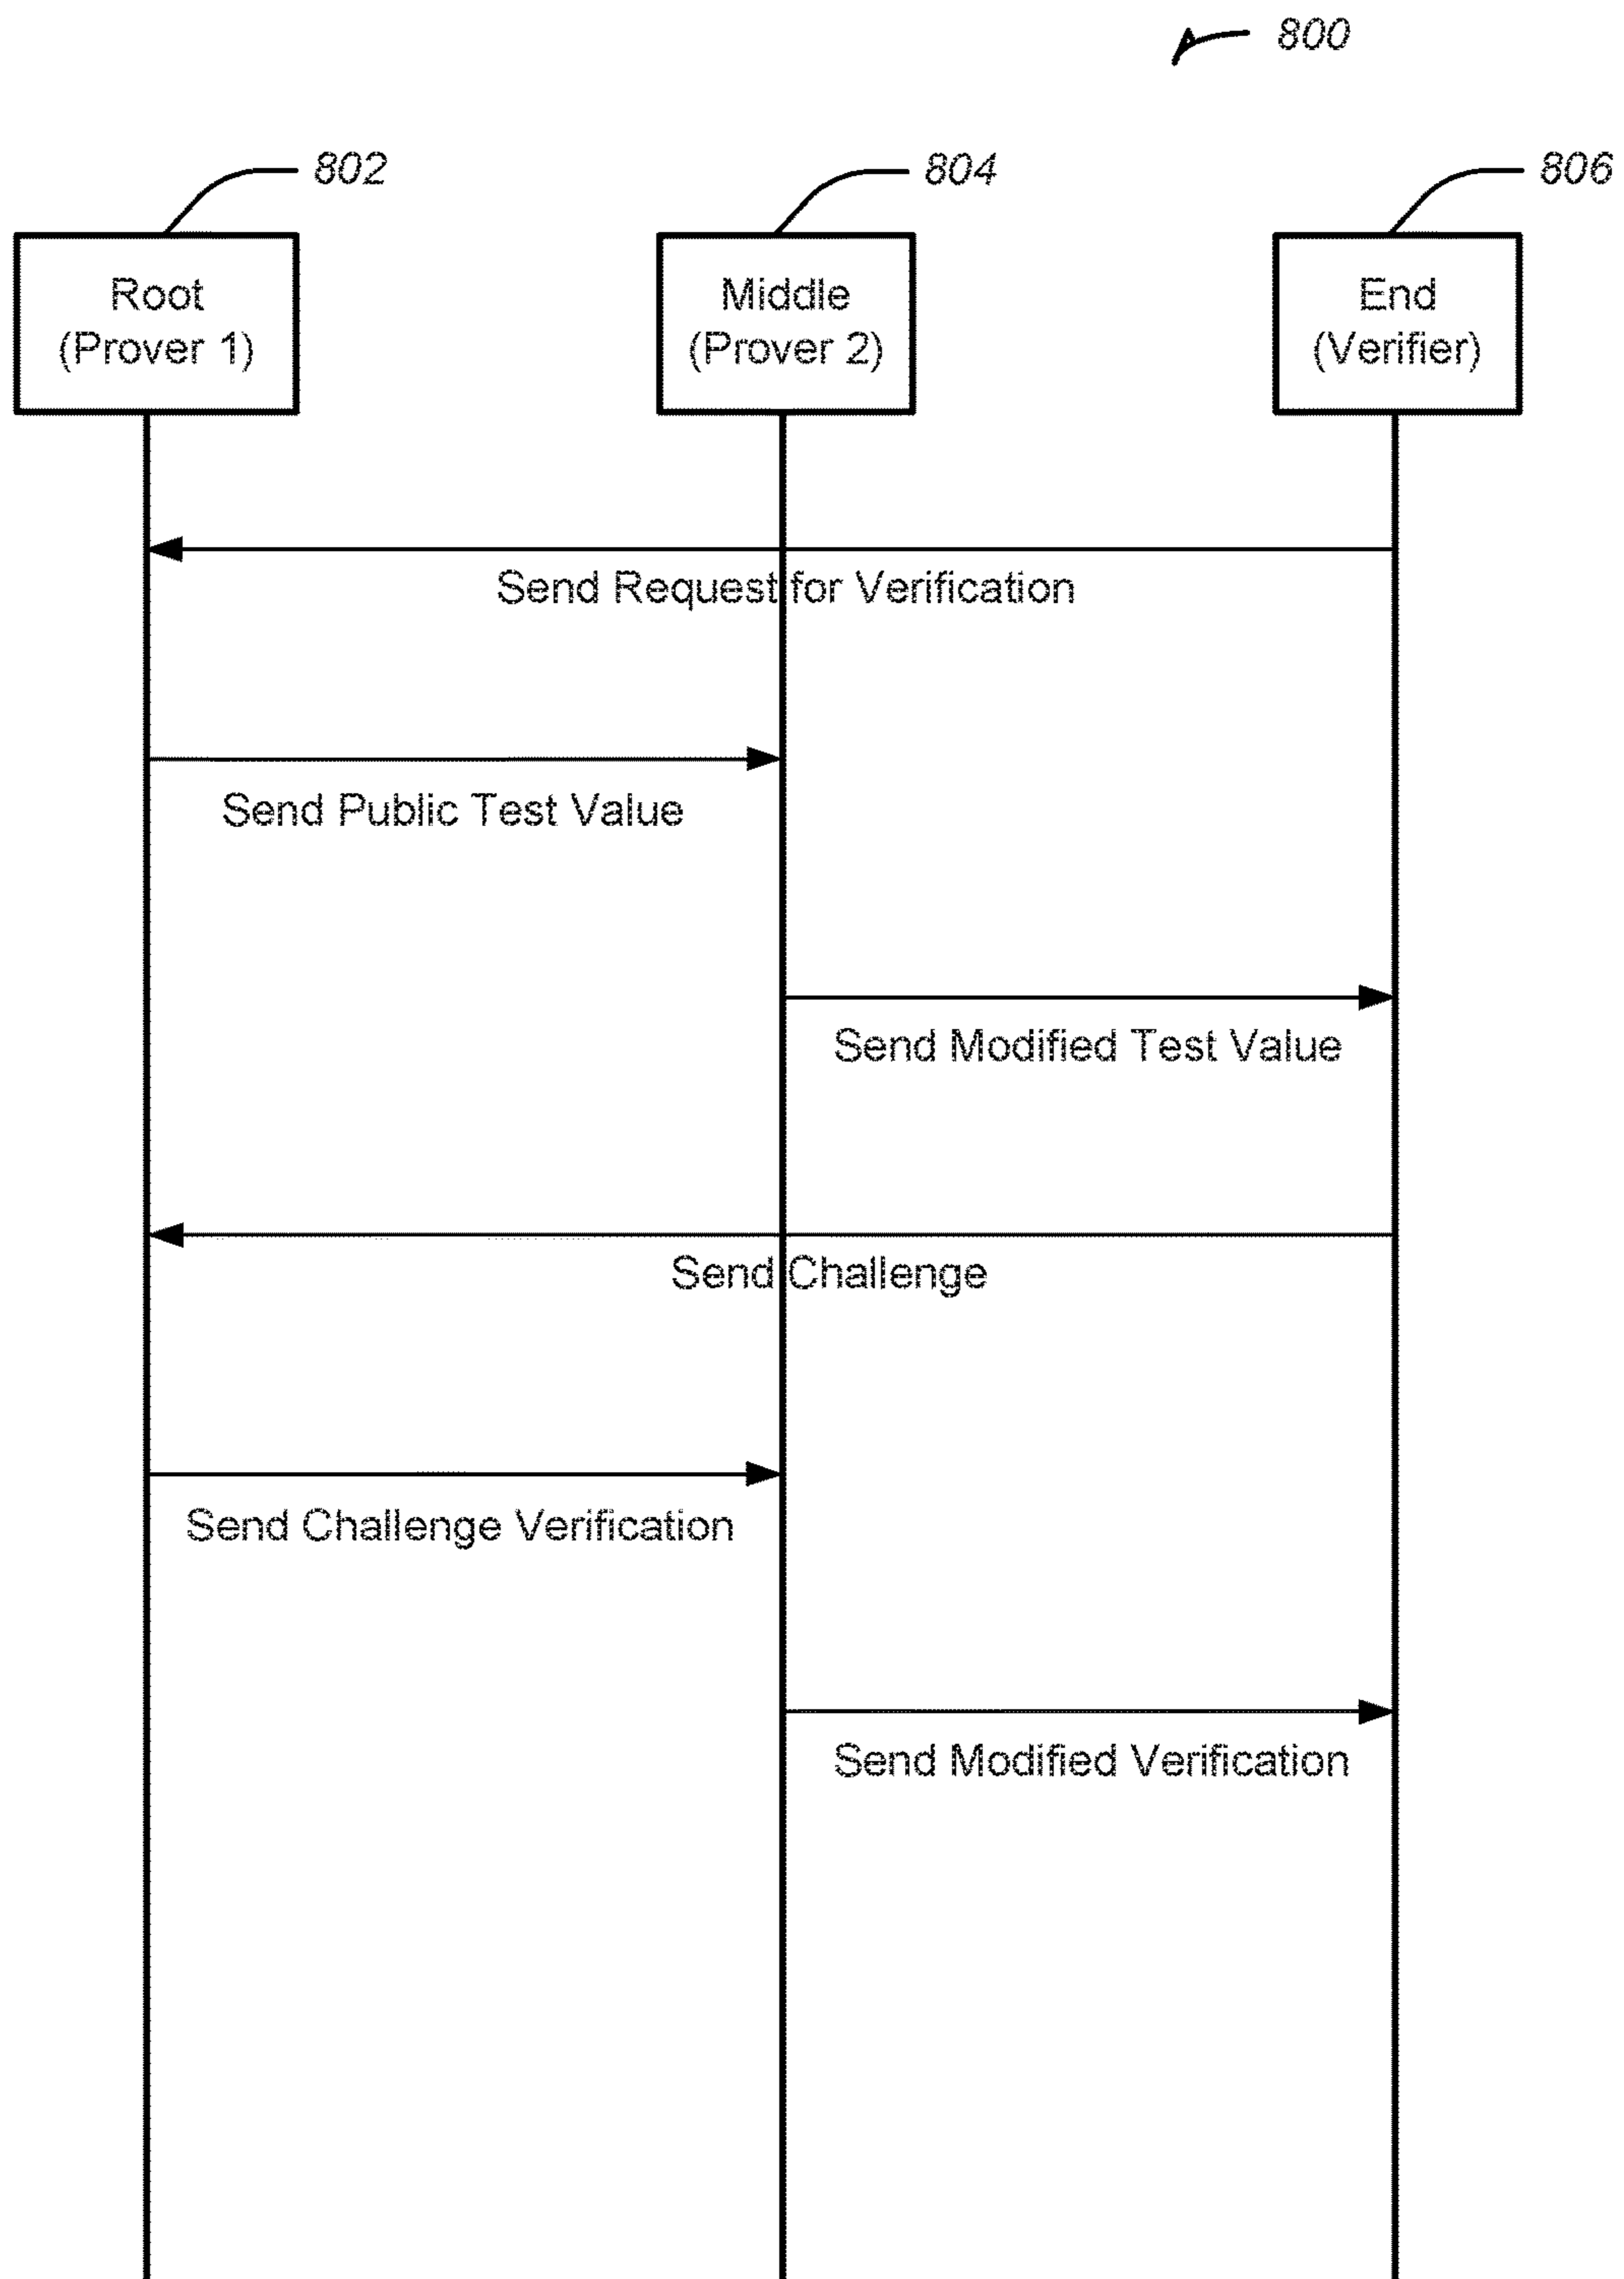 800
802
804
806
Root
(Prover 1)
Middle
(Prover 2)
End
(Verifier)
Send Request for Verification
Send Public Test Value
Send Modified Test Value
Send Challenge
Send Challenge Verification
Send Modified Verification